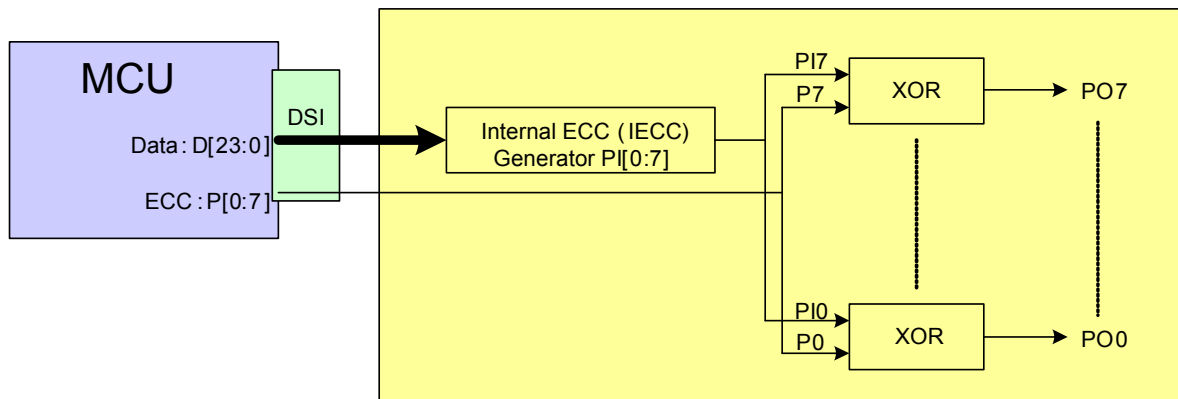 MCU
DSI
Data : D[23:0]
ECC : P[0:7]
Internal ECC (IECC)
Generator PI[0:7]
PI7
P7
XOR
PO7
PI0
P0
XOR
PO0